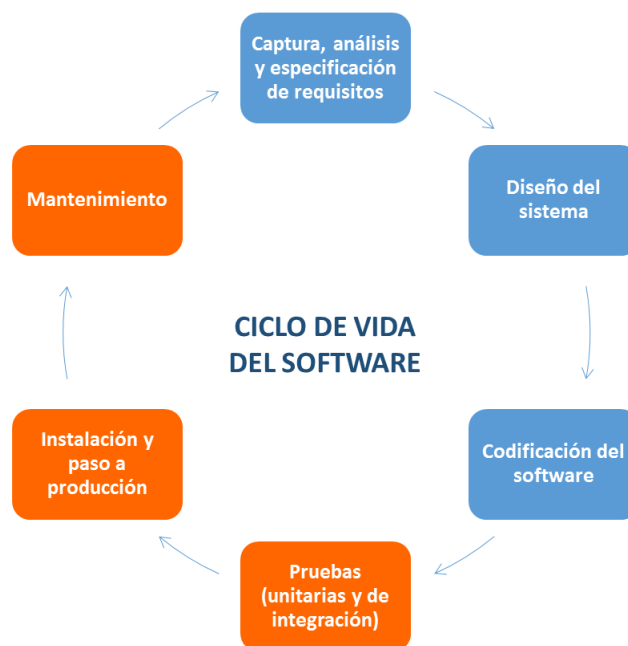 Captura, análisis
y especificación
de requisitos
Diseño del
sistema
Codificación del
software
Pruebas
(unitarias y de
integración)
Instalación y
paso a
producción
Mantenimiento
CICLO DE VIDA
DEL SOFTWARE